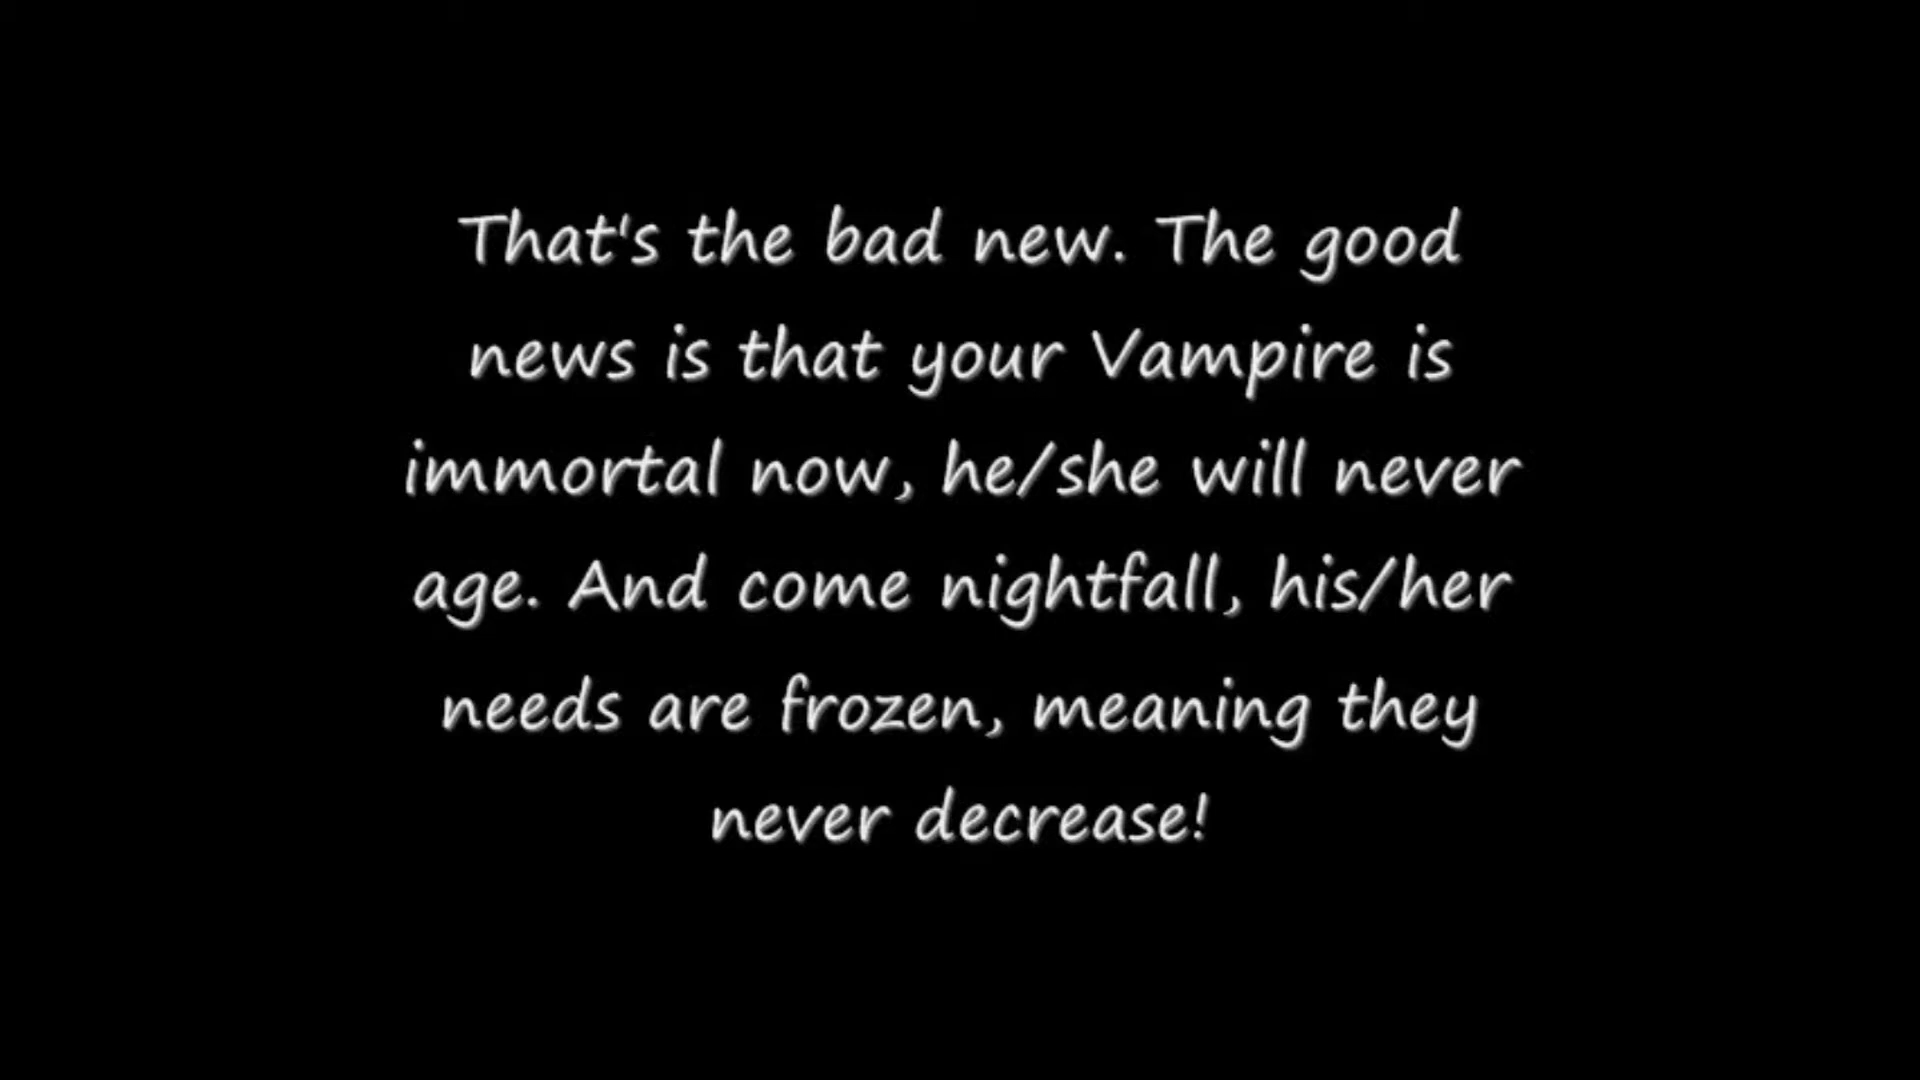 That's the bad new. The good
news is that your Vampire is
immortal now, he/she will never
age. And come nightfall, his/her
needs are frozen, meaning they
never decrease!